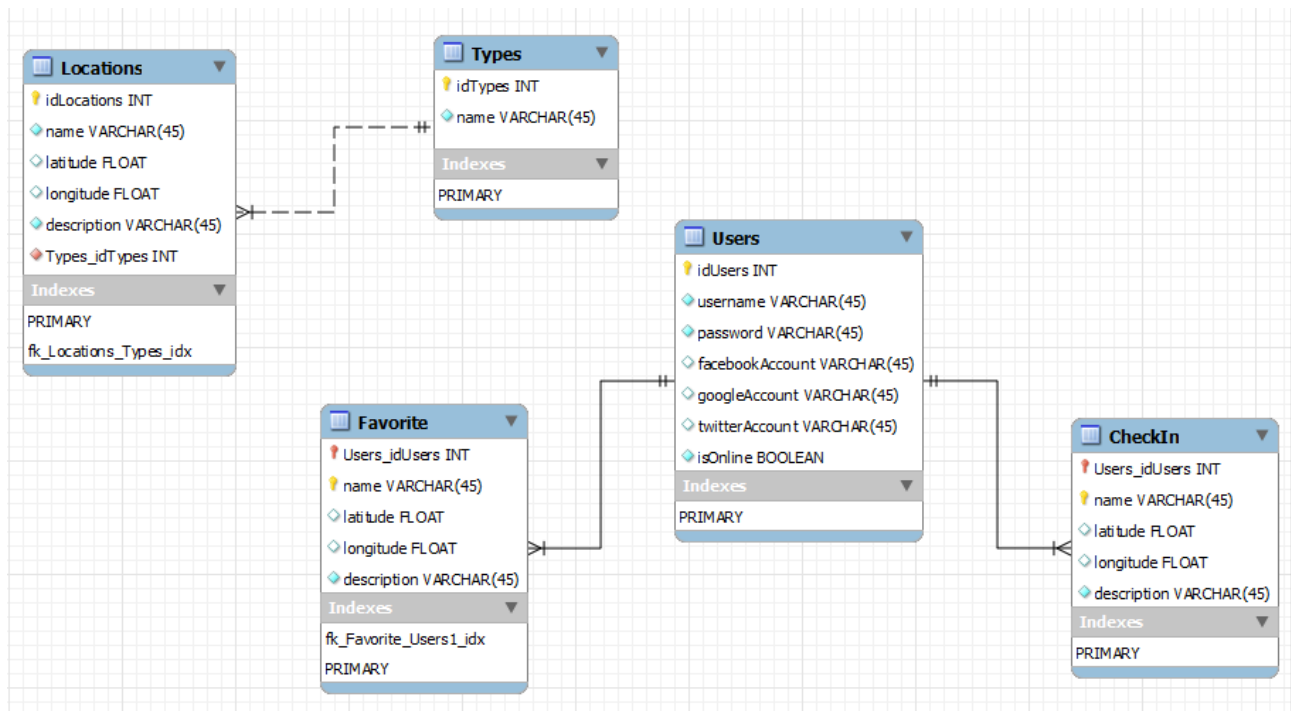 Locations
idLocations INT
name VARCHAR(45)
latitude FLOAT
longitude FLOAT
description VARCHAR(45)
Types_idTypes INT
Indexes
PRIMARY
fk_Locations_Types_idx
Types
idTypes INT
name VARCHAR(45)
Indexes
PRIMARY
Users
idUsers INT
username VARCHAR(45)
password VARCHAR(45)
facebookAccount VARCHAR(45)
googleAccount VARCHAR(45)
twitterAccount VARCHAR(45)
isOnline BOOLEAN
Indexes
PRIMARY
Favorite
Users_idUsers INT
name VARCHAR(45)
latitude FLOAT
longitude FLOAT
description VARCHAR(45)
Indexes
fk_Favorite_Users1_idx
PRIMARY
CheckIn
Users_idUsers INT
name VARCHAR(45)
latitude FLOAT
longitude FLOAT
description VARCHAR(45)
Indexes
PRIMARY